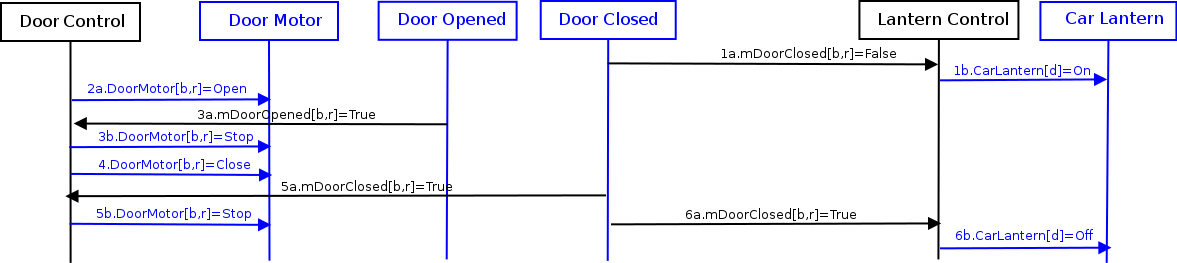 Door Control
Door Motor
Door Opened
Door Closed
Lantern Control
Car Lantern
1a.mDoorClosed[b,r]=False
1b.CarLantern[d]=On
2a.DoorMotor[b,r]=Open
3a.mDoorOpened[b,r]=True
3b.DoorMotor[b,r]=Stop
4.DoorMotor[b,r]=Close
5a.mDoorClosed[b,r]=True
5b.DoorMotor[b,r]=Stop
6a.mDoorClosed[b,r]=True
6b.CarLantern[d]=Off